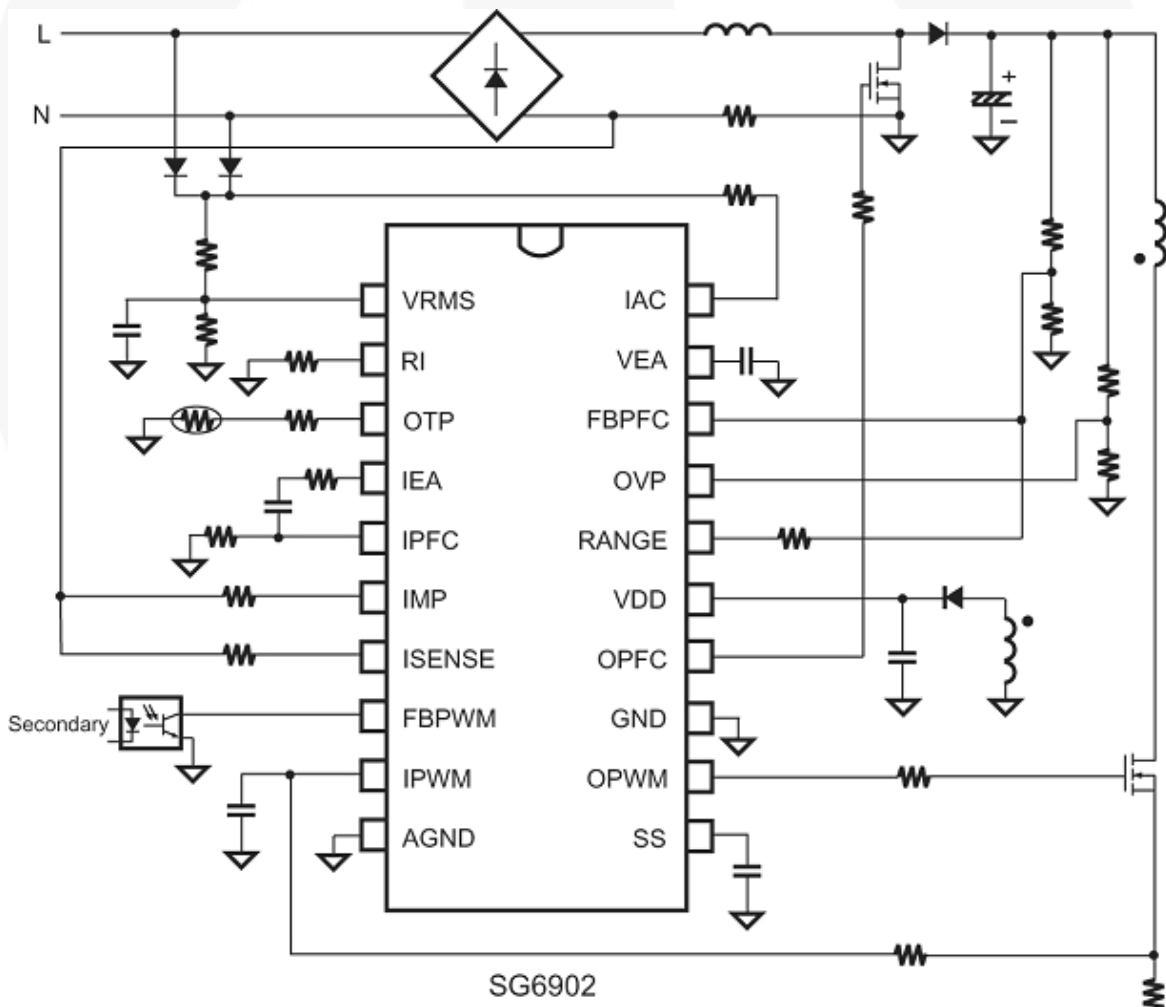 L
N
VRMS
IAC
RI
VEA
OTP
FBPFC
IEA
OVP
IPFC
RANGE
IMP
VDD
ISENSE
OPFC
Secondary
FBPWM
GND
IPWM
OPWM
AGND
SS
SG6902
+
−